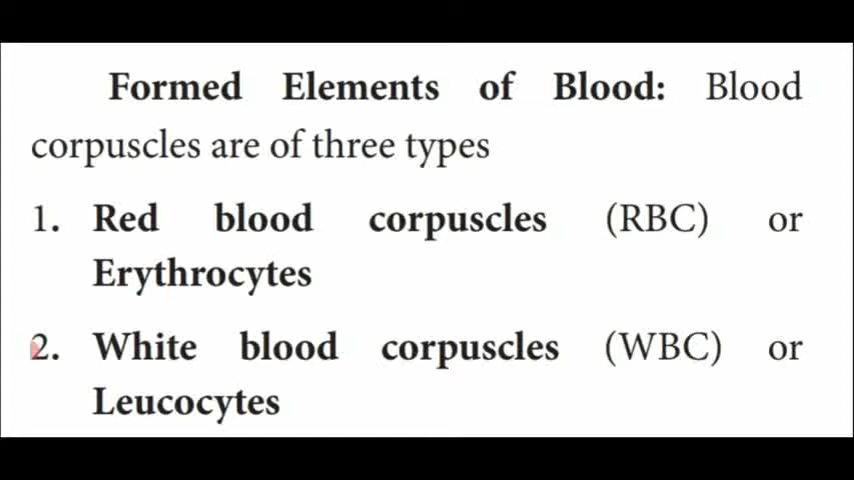 Formed Elements of Blood: Blood
corpuscles are of three types
1. Red blood corpuscles (RBC) or
Erythrocytes
2. White blood corpuscles (WBC) or
Leucocytes